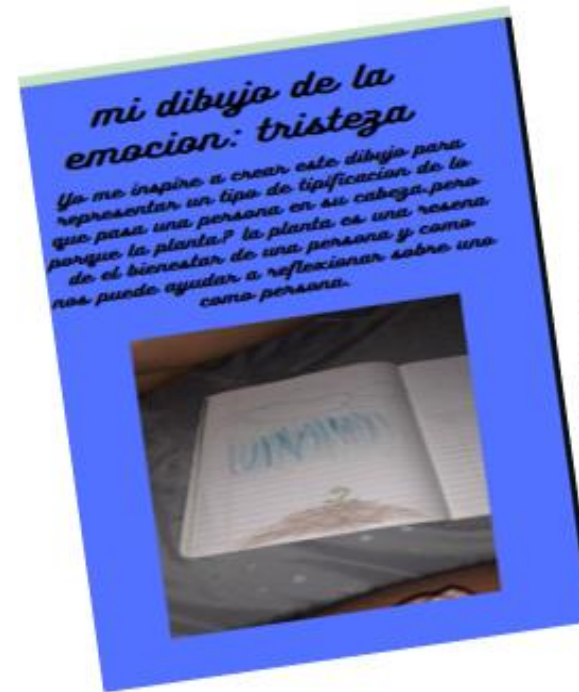 mi dibujo de la
emocion: tristeza
Yo me inspire a crear este dibujo para
representar un tipo de tipificacion de lo
que pasa una persona en su cabeza,pero
porque la planta? la planta es una resena
de el bienestar de una persona y como
nos puede ayudar a reflexionar sobre uno
como persona.